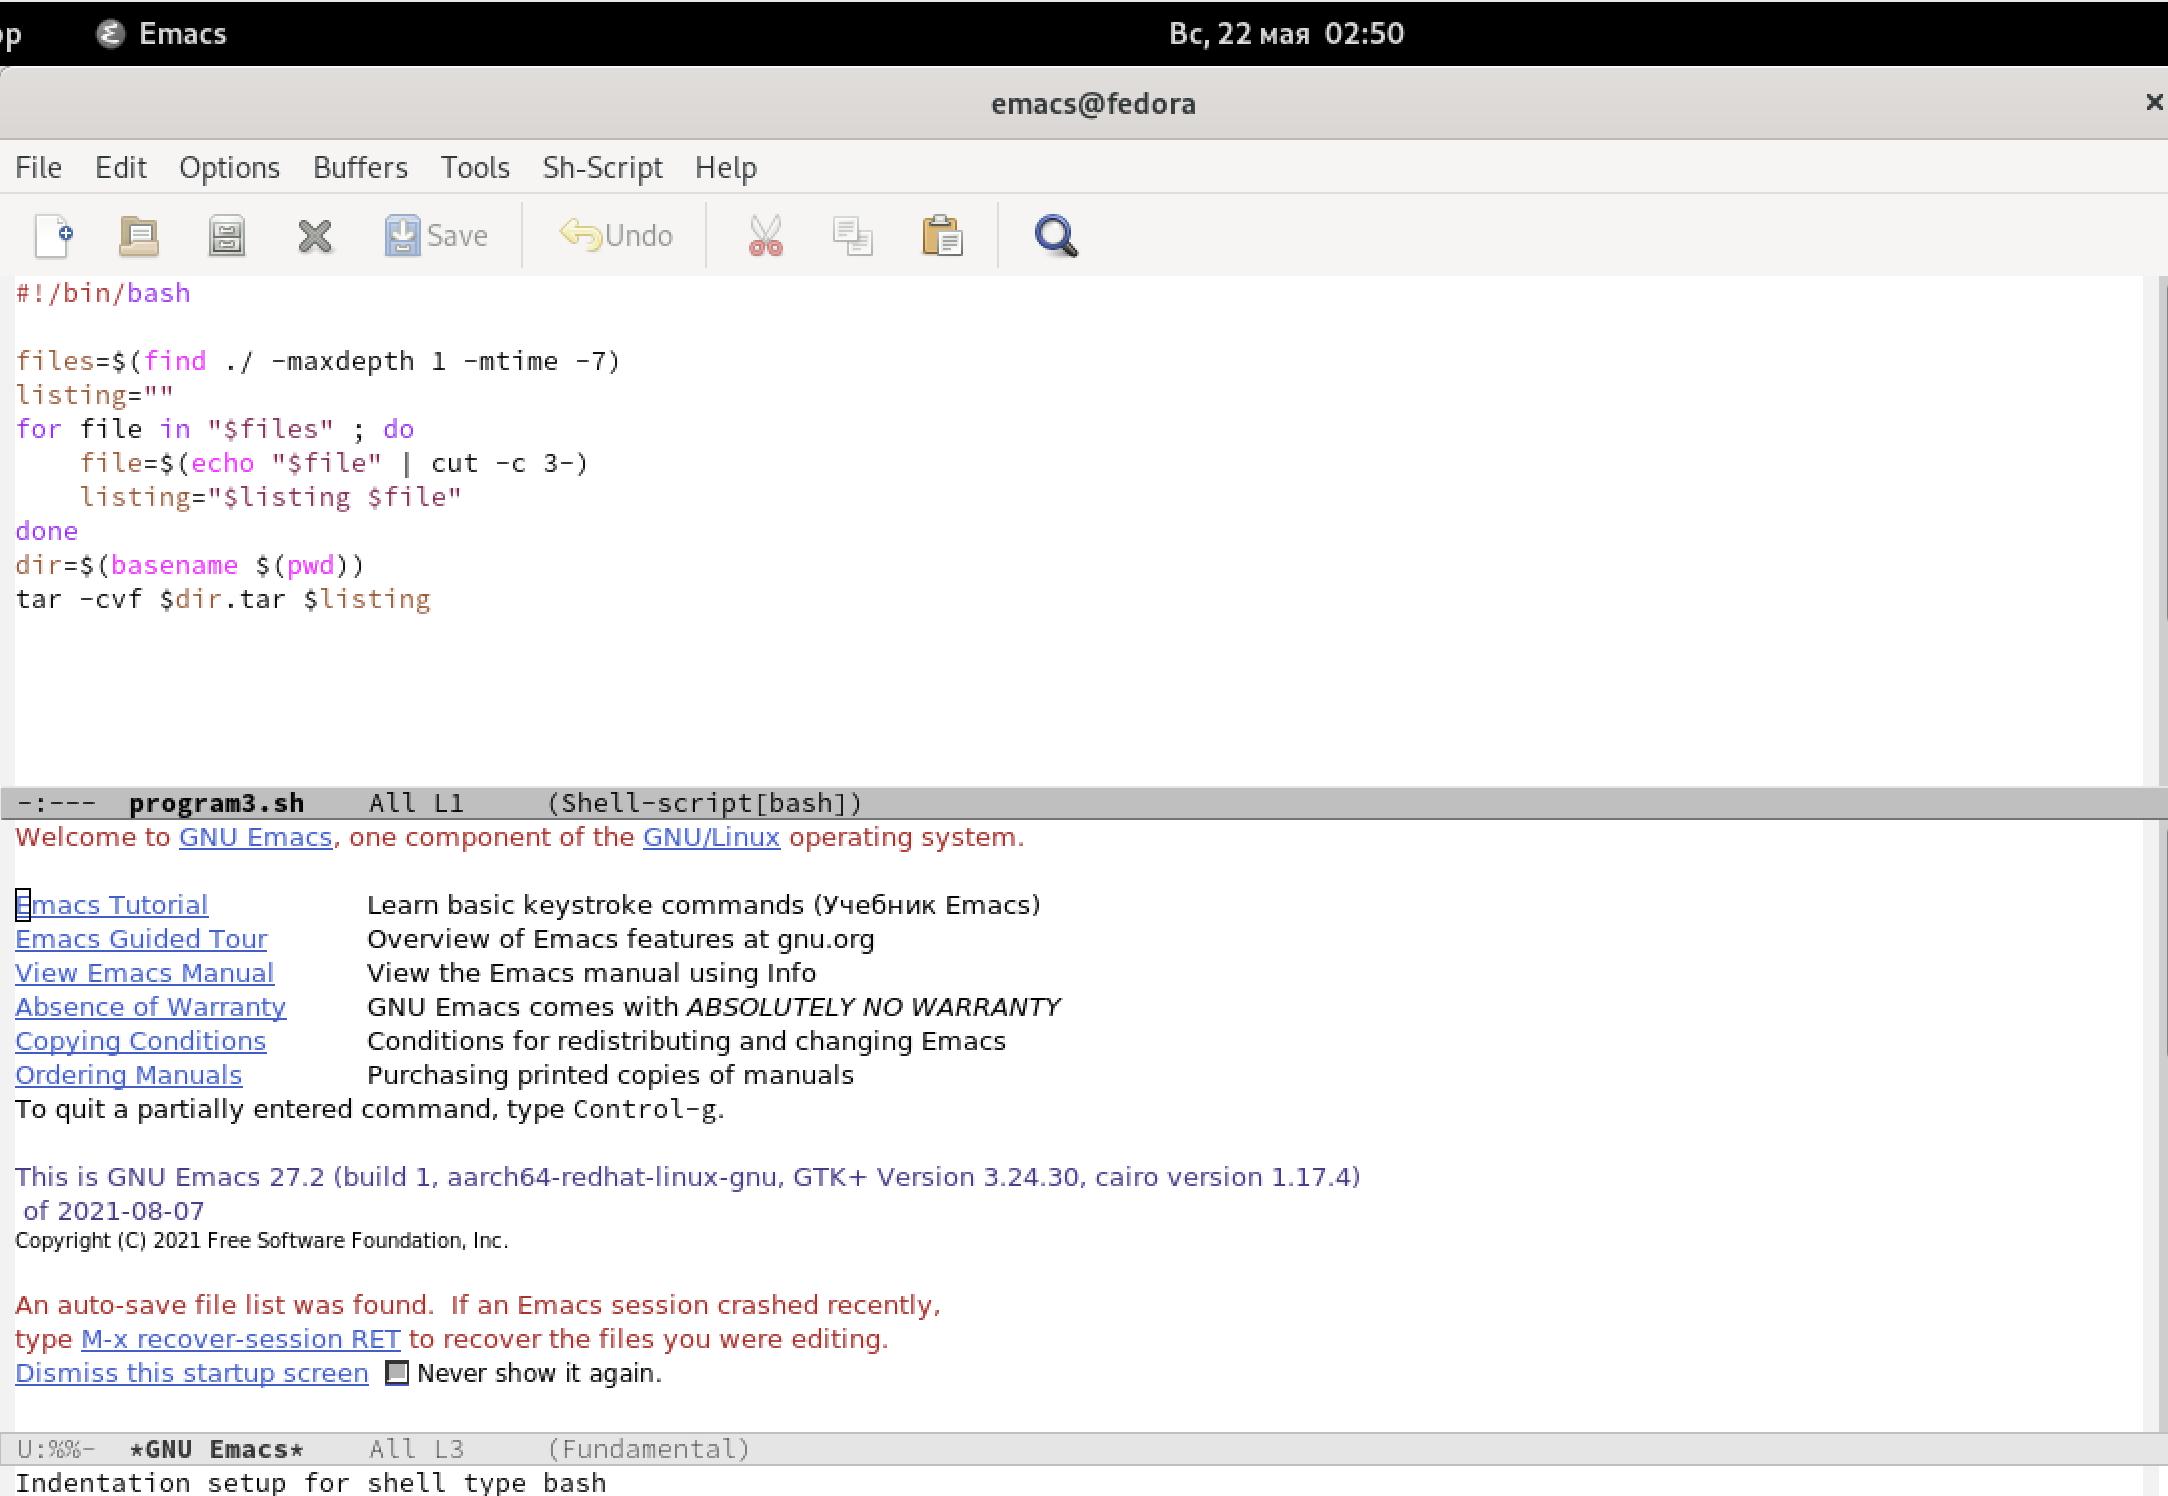 Emacs
Вс, 22 мая 02:50
emacs@fedora
File Edit Options Buffers Tools Sh-Script Help
Save Undo
#!/bin/bash
files=$(find ./ -maxdepth 1 -mtime -7)
listing=""
for file in "$files" ; do
    file=$(echo "$file" | cut -c 3-)
    listing="$listing $file"
done
dir=$(basename $(pwd))
tar -cvf $dir.tar $listing
-:--- program3.sh All L1 (Shell-script[bash])
Welcome to GNU Emacs, one component of the GNU/Linux operating system.
Emacs Tutorial Learn basic keystroke commands (Учебник Emacs)
Emacs Guided Tour Overview of Emacs features at gnu.org
View Emacs Manual View the Emacs manual using Info
Absence of Warranty GNU Emacs comes with ABSOLUTELY NO WARRANTY
Copying Conditions Conditions for redistributing and changing Emacs
Ordering Manuals Purchasing printed copies of manuals
To quit a partially entered command, type Control-g.
This is GNU Emacs 27.2 (build 1, aarch64-redhat-linux-gnu, GTK+ Version 3.24.30, cairo version 1.17.4)
 of 2021-08-07
Copyright (C) 2021 Free Software Foundation, Inc.
An auto-save file list was found.  If an Emacs session crashed recently,
type M-x recover-session RET to recover the files you were editing.
Dismiss this startup screen Never show it again.
U:%%- *GNU Emacs* All L3 (Fundamental)
Indentation setup for shell type bash